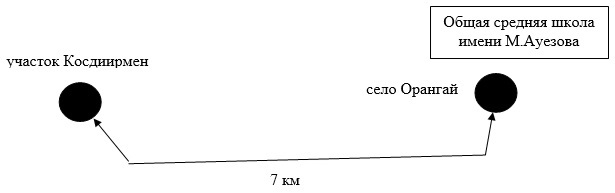 Общая средняя школа
имени М.Ауезова
участок Косдиирмен
село Орангай
7 км